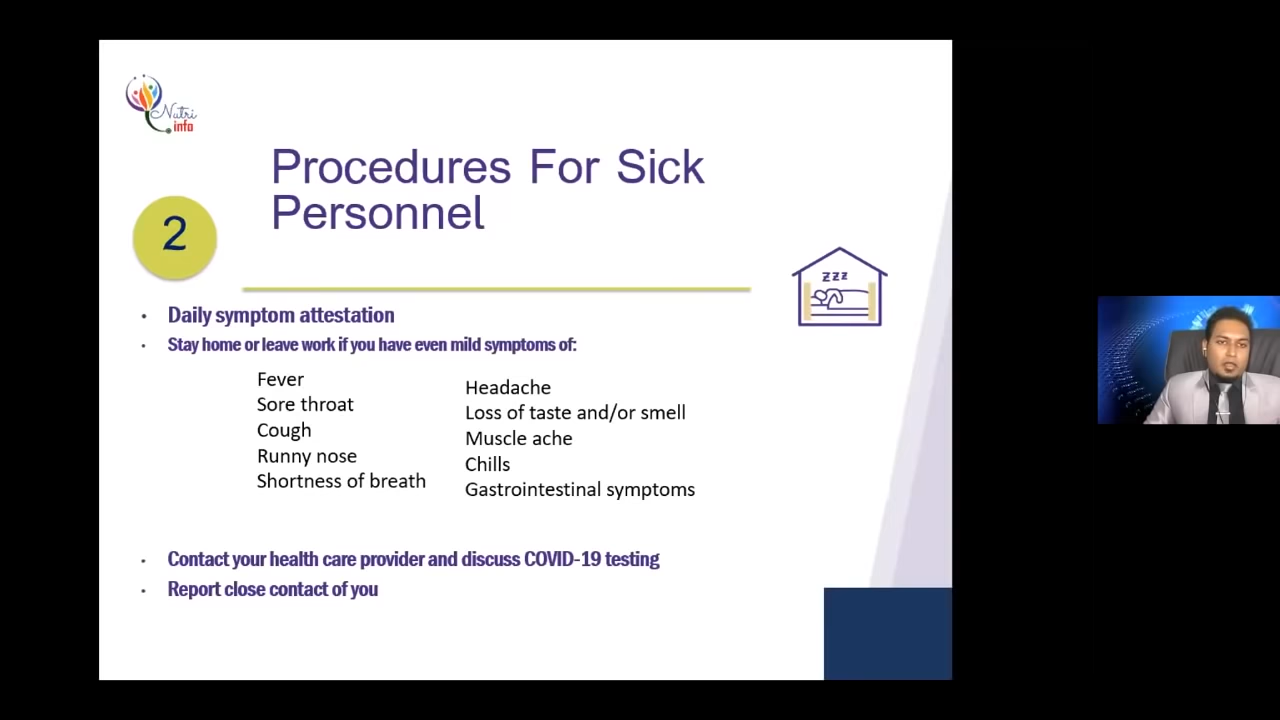 Nutri
info
Procedures For Sick
Personnel
2
zzz
Daily symptom attestation
Stay home or leave work if you have even mild symptoms of:
Fever
Sore throat
Cough
Runny nose
Shortness of breath
Headache
Loss of taste and/or smell
Muscle ache
Chills
Gastrointestinal symptoms
Contact your health care provider and discuss COVID-19 testing
Report close contact of you